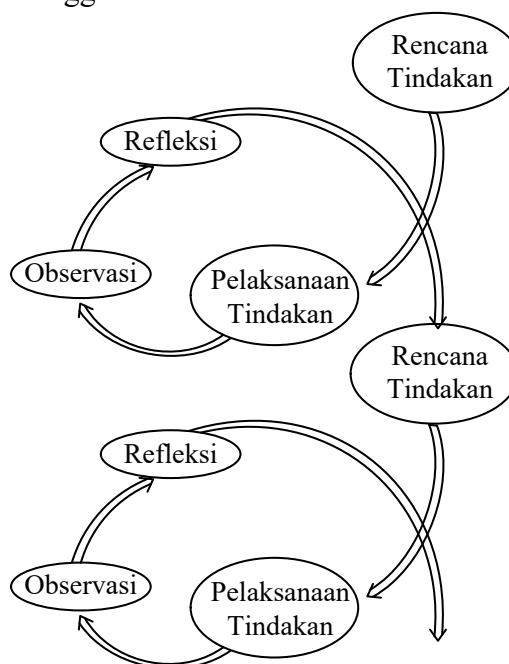 Rencana
Tindakan
Refleksi
Observasi
Pelaksanaan
Tindakan
Rencana
Tindakan
Refleksi
Observasi
Pelaksanaan
Tindakan